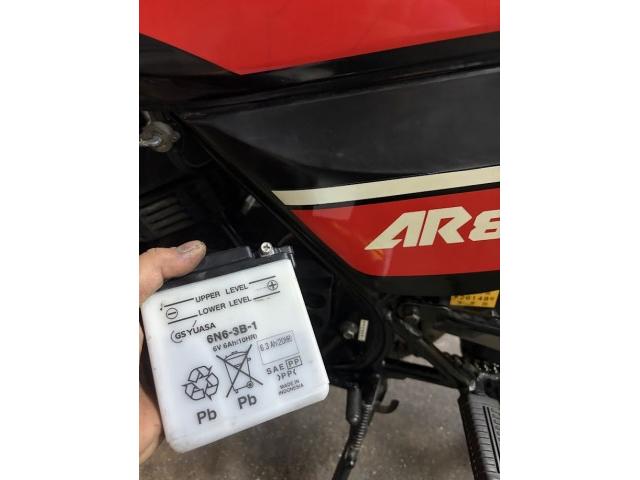 AR8
UPPER LEVEL
LOWER LEVEL
GS YUASA
6N6-3B-1
6V 6Ah(10HR)
6.3 Ah(20HR)
SAE PP
>PP<
MADE IN
INDONESIA
Pb
Pb